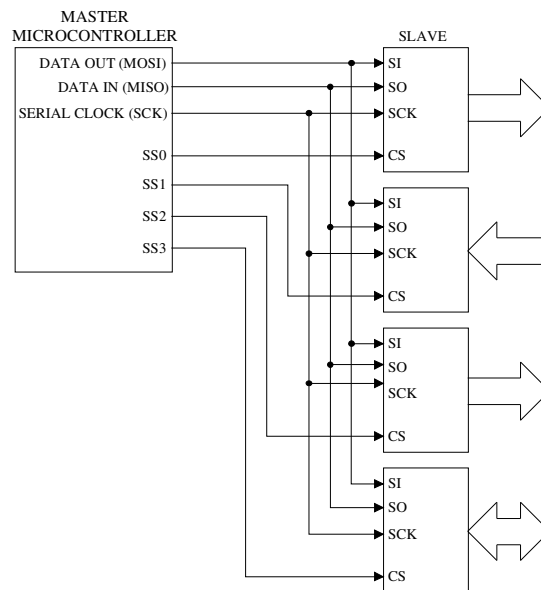 MASTER
MICROCONTROLLER
DATA OUT (MOSI)
DATA IN (MISO)
SERIAL CLOCK (SCK)
SS0
SS1
SS2
SS3
SLAVE
SI
SO
SCK
CS
SI
SO
SCK
CS
SI
SO
SCK
CS
SI
SO
SCK
CS